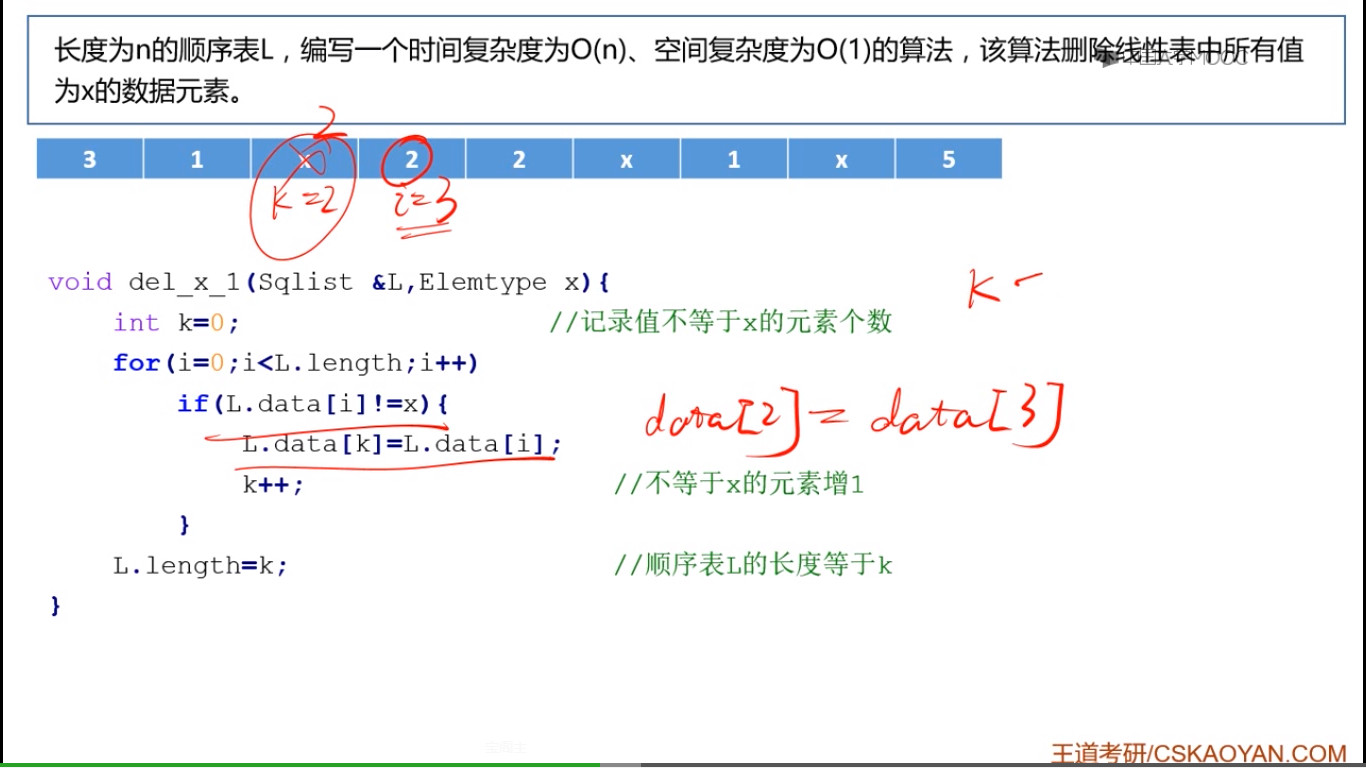 长度为n的顺序表L，编写一个时间复杂度为O(n)、空间复杂度为O(1)的算法，该算法删除线性表中所有值
为x的数据元素。
2
3 1 x 2 2 x 1 x 5
k=2 i=3
void del_x_1(Sqlist &L,Elemtype x){
k
int k=0; //记录值不等于x的元素个数
for(i=0;i<L.length;i++)
if(L.data[i]!=x){
data[2]=data[3]
L.data[k]=L.data[i];
k++; //不等于x的元素增1
}
L.length=k; //顺序表L的长度等于k
}
王道考研/CSKAOYAN.COM